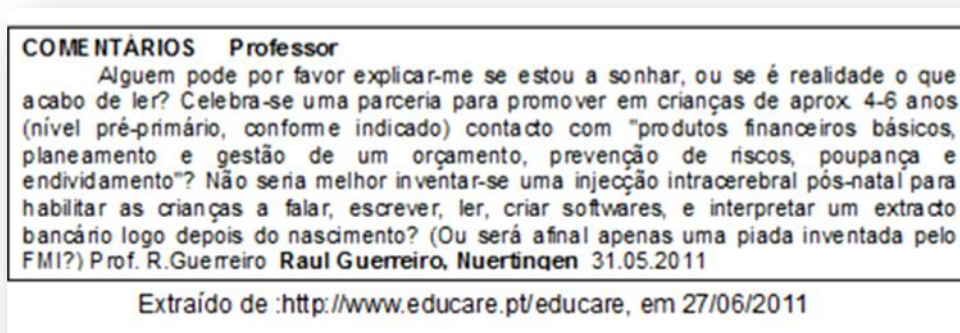 COMENTÁRIOS Professor
Alguem pode por favor explicar-me se estou a sonhar, ou se é realidade o que
acabo de ler? Celebra-se uma parceria para promover em crianças de aprox. 4-6 anos
(nível pré-primário, conforme indicado) contacto com "produtos financeiros básicos,
planeamento e gestão de um orçamento, prevenção de riscos, poupança e
endividamento"? Não seria melhor inventar-se uma injecção intracerebral pós-natal para
habilitar as crianças a falar, escrever, ler, criar softwares, e interpretar um extracto
bancário logo depois do nascimento? (Ou será afinal apenas uma piada inventada pelo
FMI?) Prof. R.Guerreiro Raul Guerreiro, Nuertingen 31.05.2011
Extraído de :http://www.educare.pt/educare, em 27/06/2011